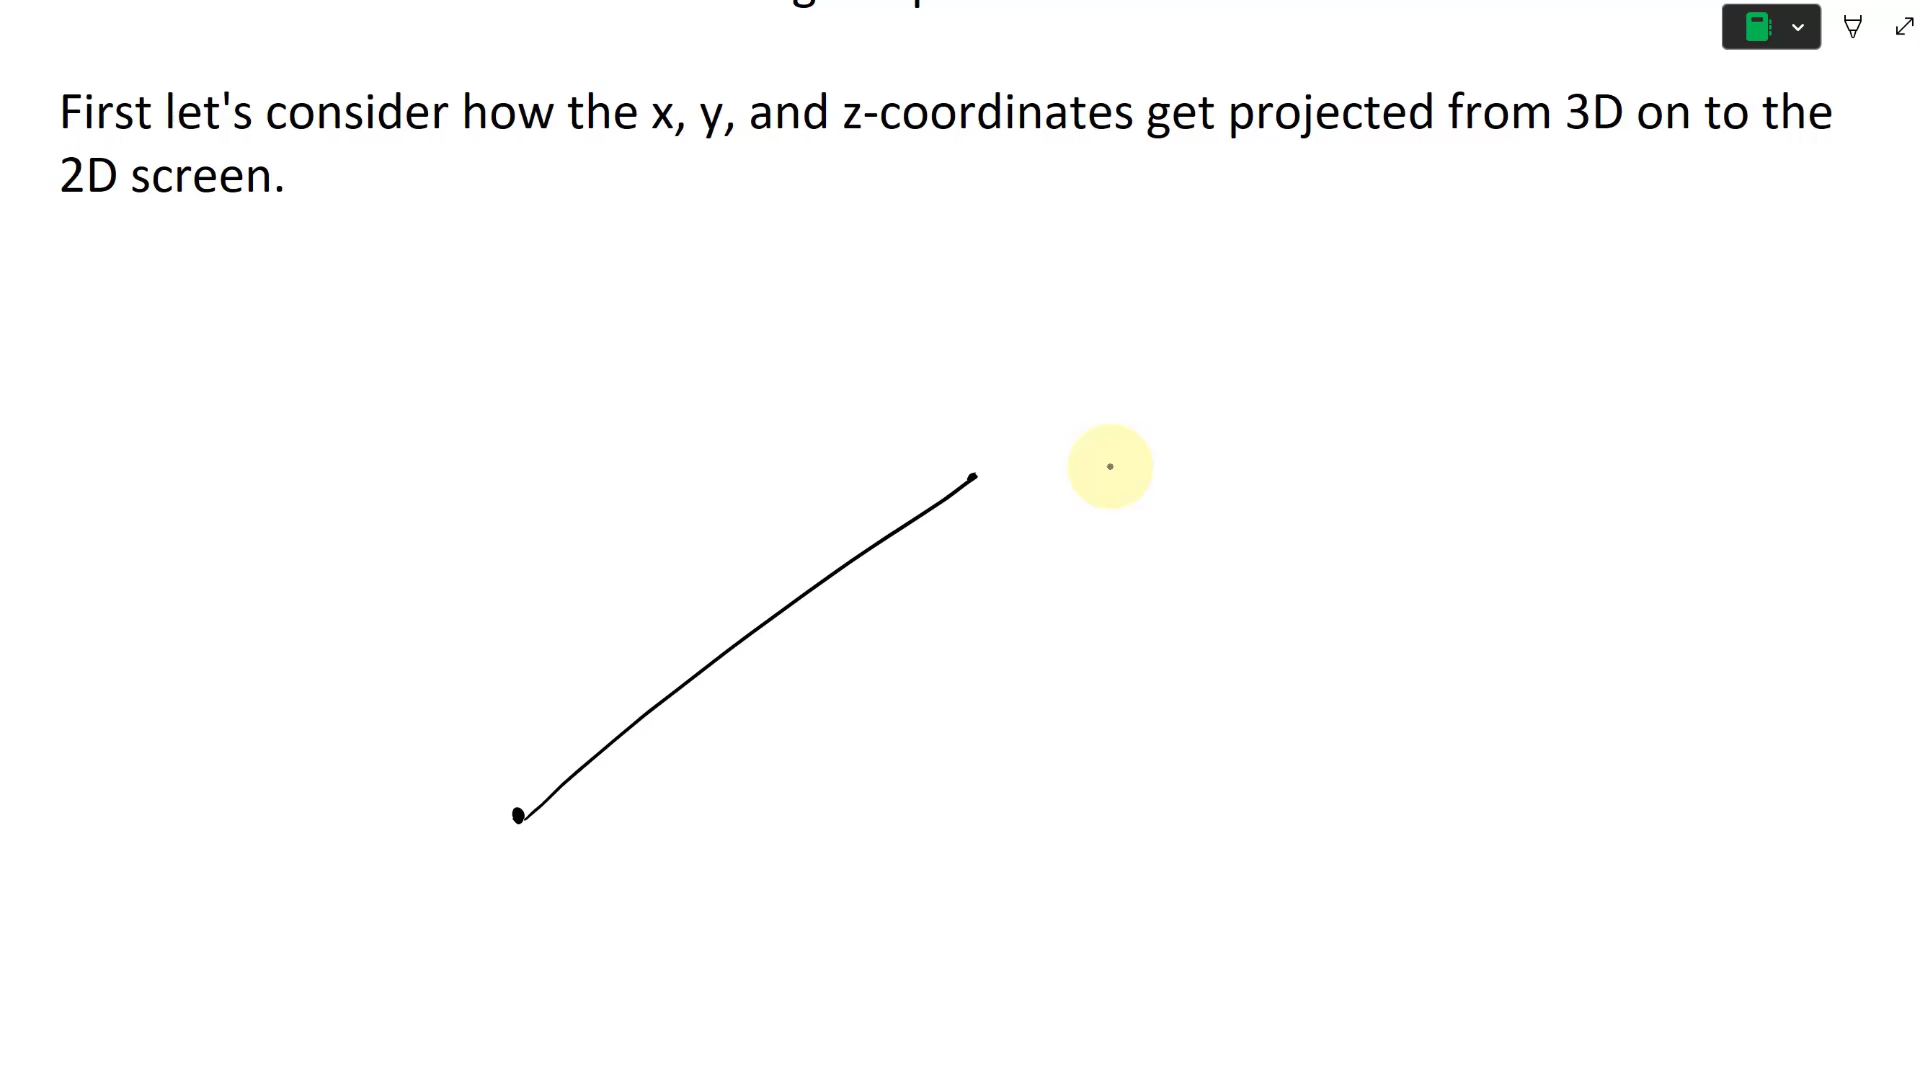 First let's consider how the x, y, and z-coordinates get projected from 3D on to the
2D screen.